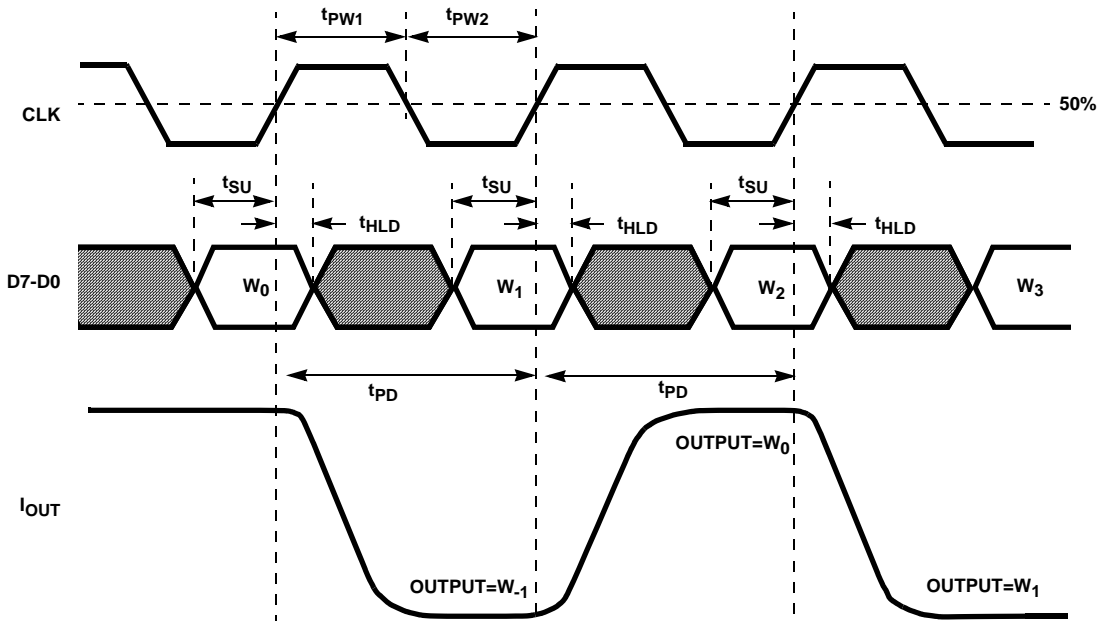 tPW1 tPW2
CLK
50%
tSU tSU tSU
tHLD tHLD tHLD
D7-D0
W0 W1 W2 W3
tPD tPD
OUTPUT=W0
IOUT
OUTPUT=W-1 OUTPUT=W1